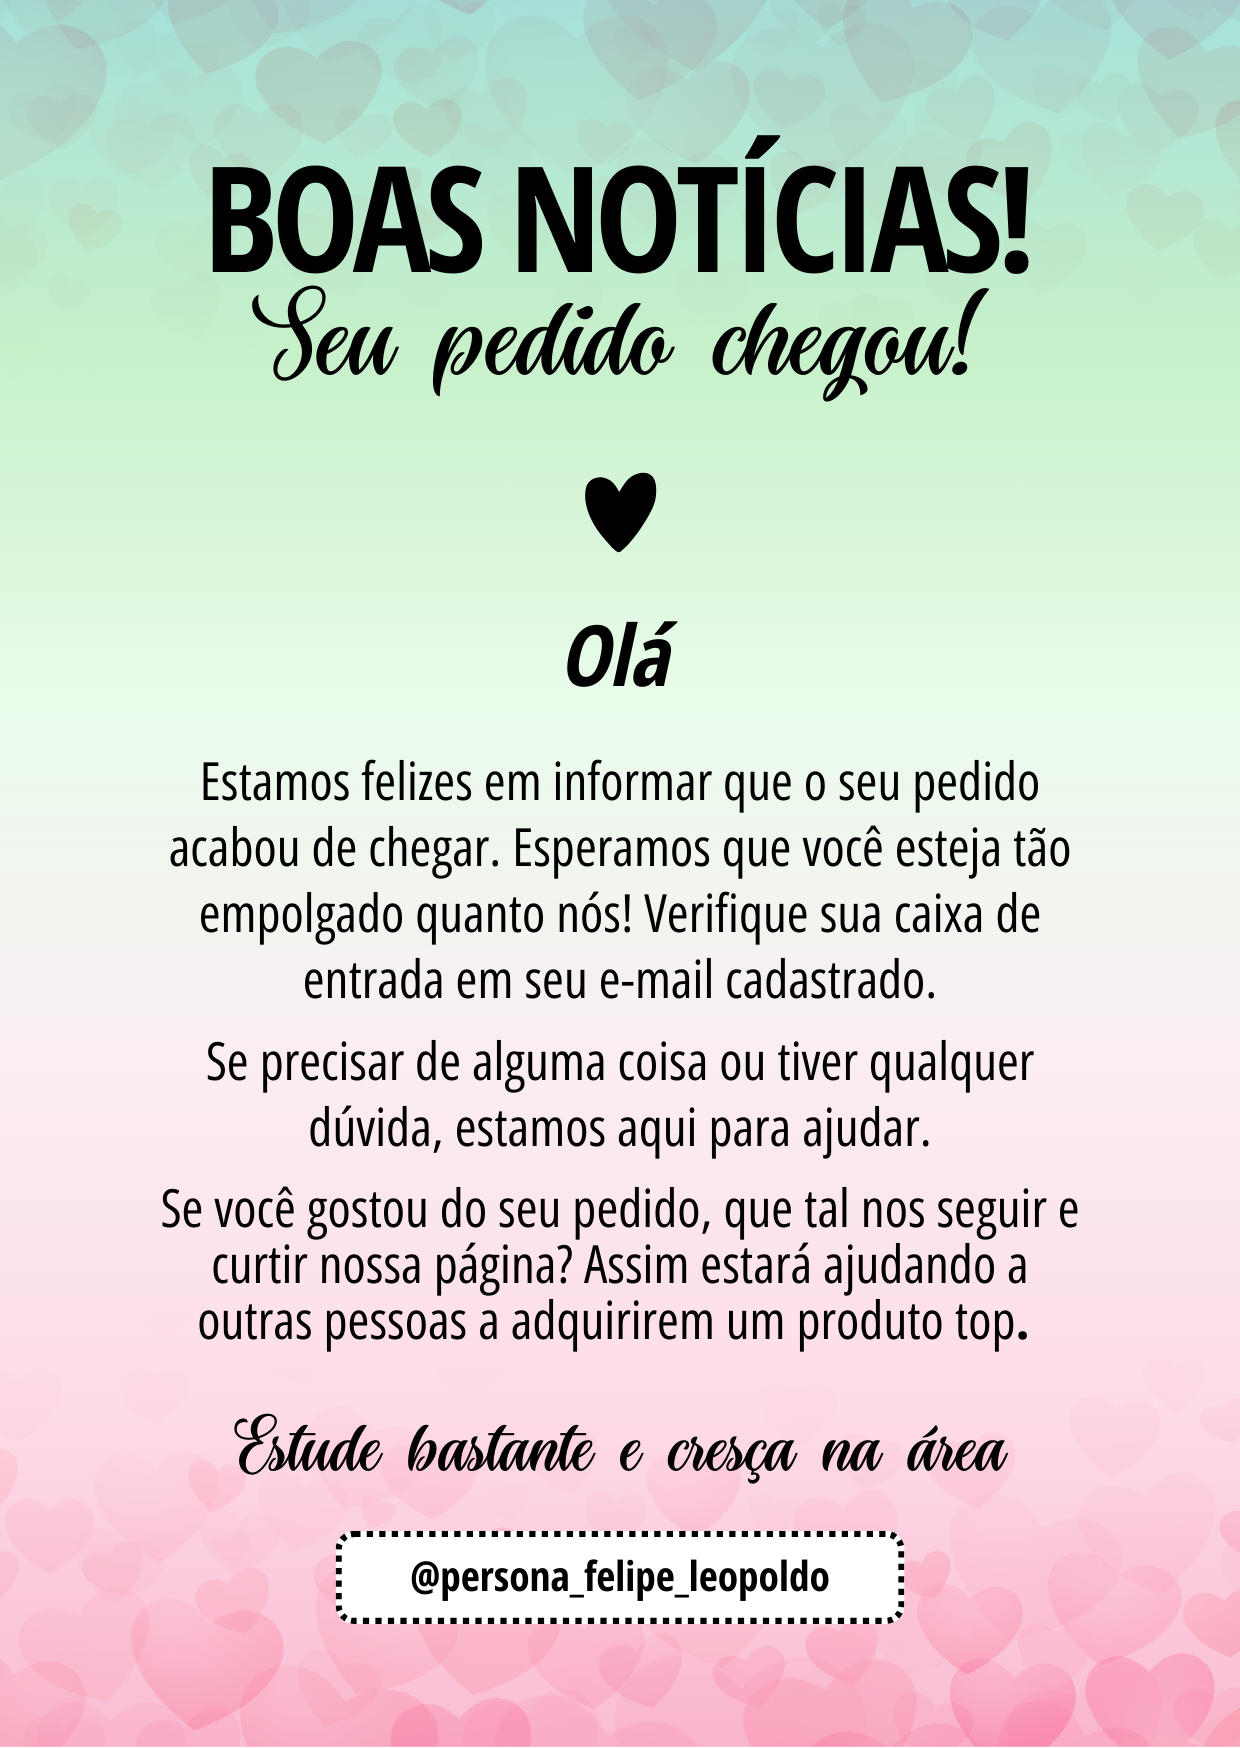 BOAS NOTÍCIAS!
Seu pedido chegou!
Olá
Estamos felizes em informar que o seu pedido
acabou de chegar. Esperamos que você esteja tão
empolgado quanto nós! Verifique sua caixa de
entrada em seu e-mail cadastrado.
Se precisar de alguma coisa ou tiver qualquer
dúvida, estamos aqui para ajudar.
Se você gostou do seu pedido, que tal nos seguir e
curtir nossa página? Assim estará ajudando a
outras pessoas a adquirirem um produto top.
Estude bastante e cresça na área
@persona_felipe_leopoldo